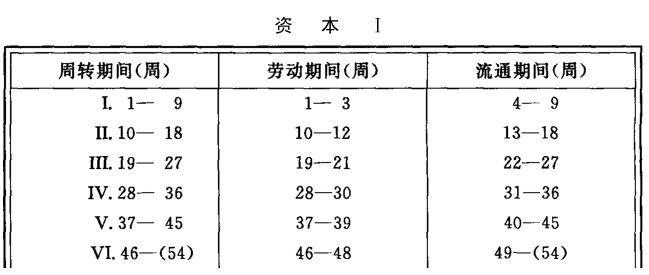 资 本 I
周转期间(周) 劳动期间(周) 流通期间(周)
I. 1— 9 1— 3 4— 9
II. 10— 18 10—12 13—18
III. 19— 27 19—21 22—27
IV. 28— 36 28—30 31—36
V. 37— 45 37—39 40—45
VI. 46—(54) 46—48 49—(54)